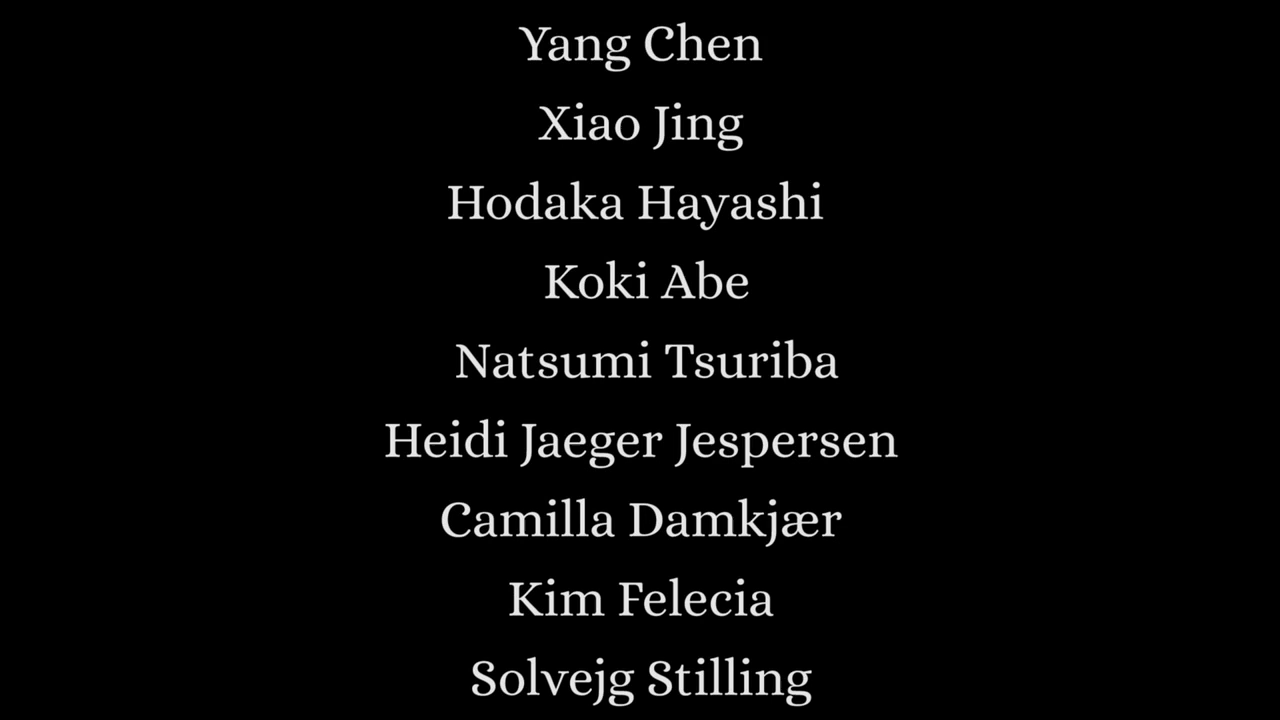 Yang Chen
Xiao Jing
Hodaka Hayashi
Koki Abe
Natsumi Tsuriba
Heidi Jaeger Jespersen
Camilla Damkjær
Kim Felecia
Solvejg Stilling